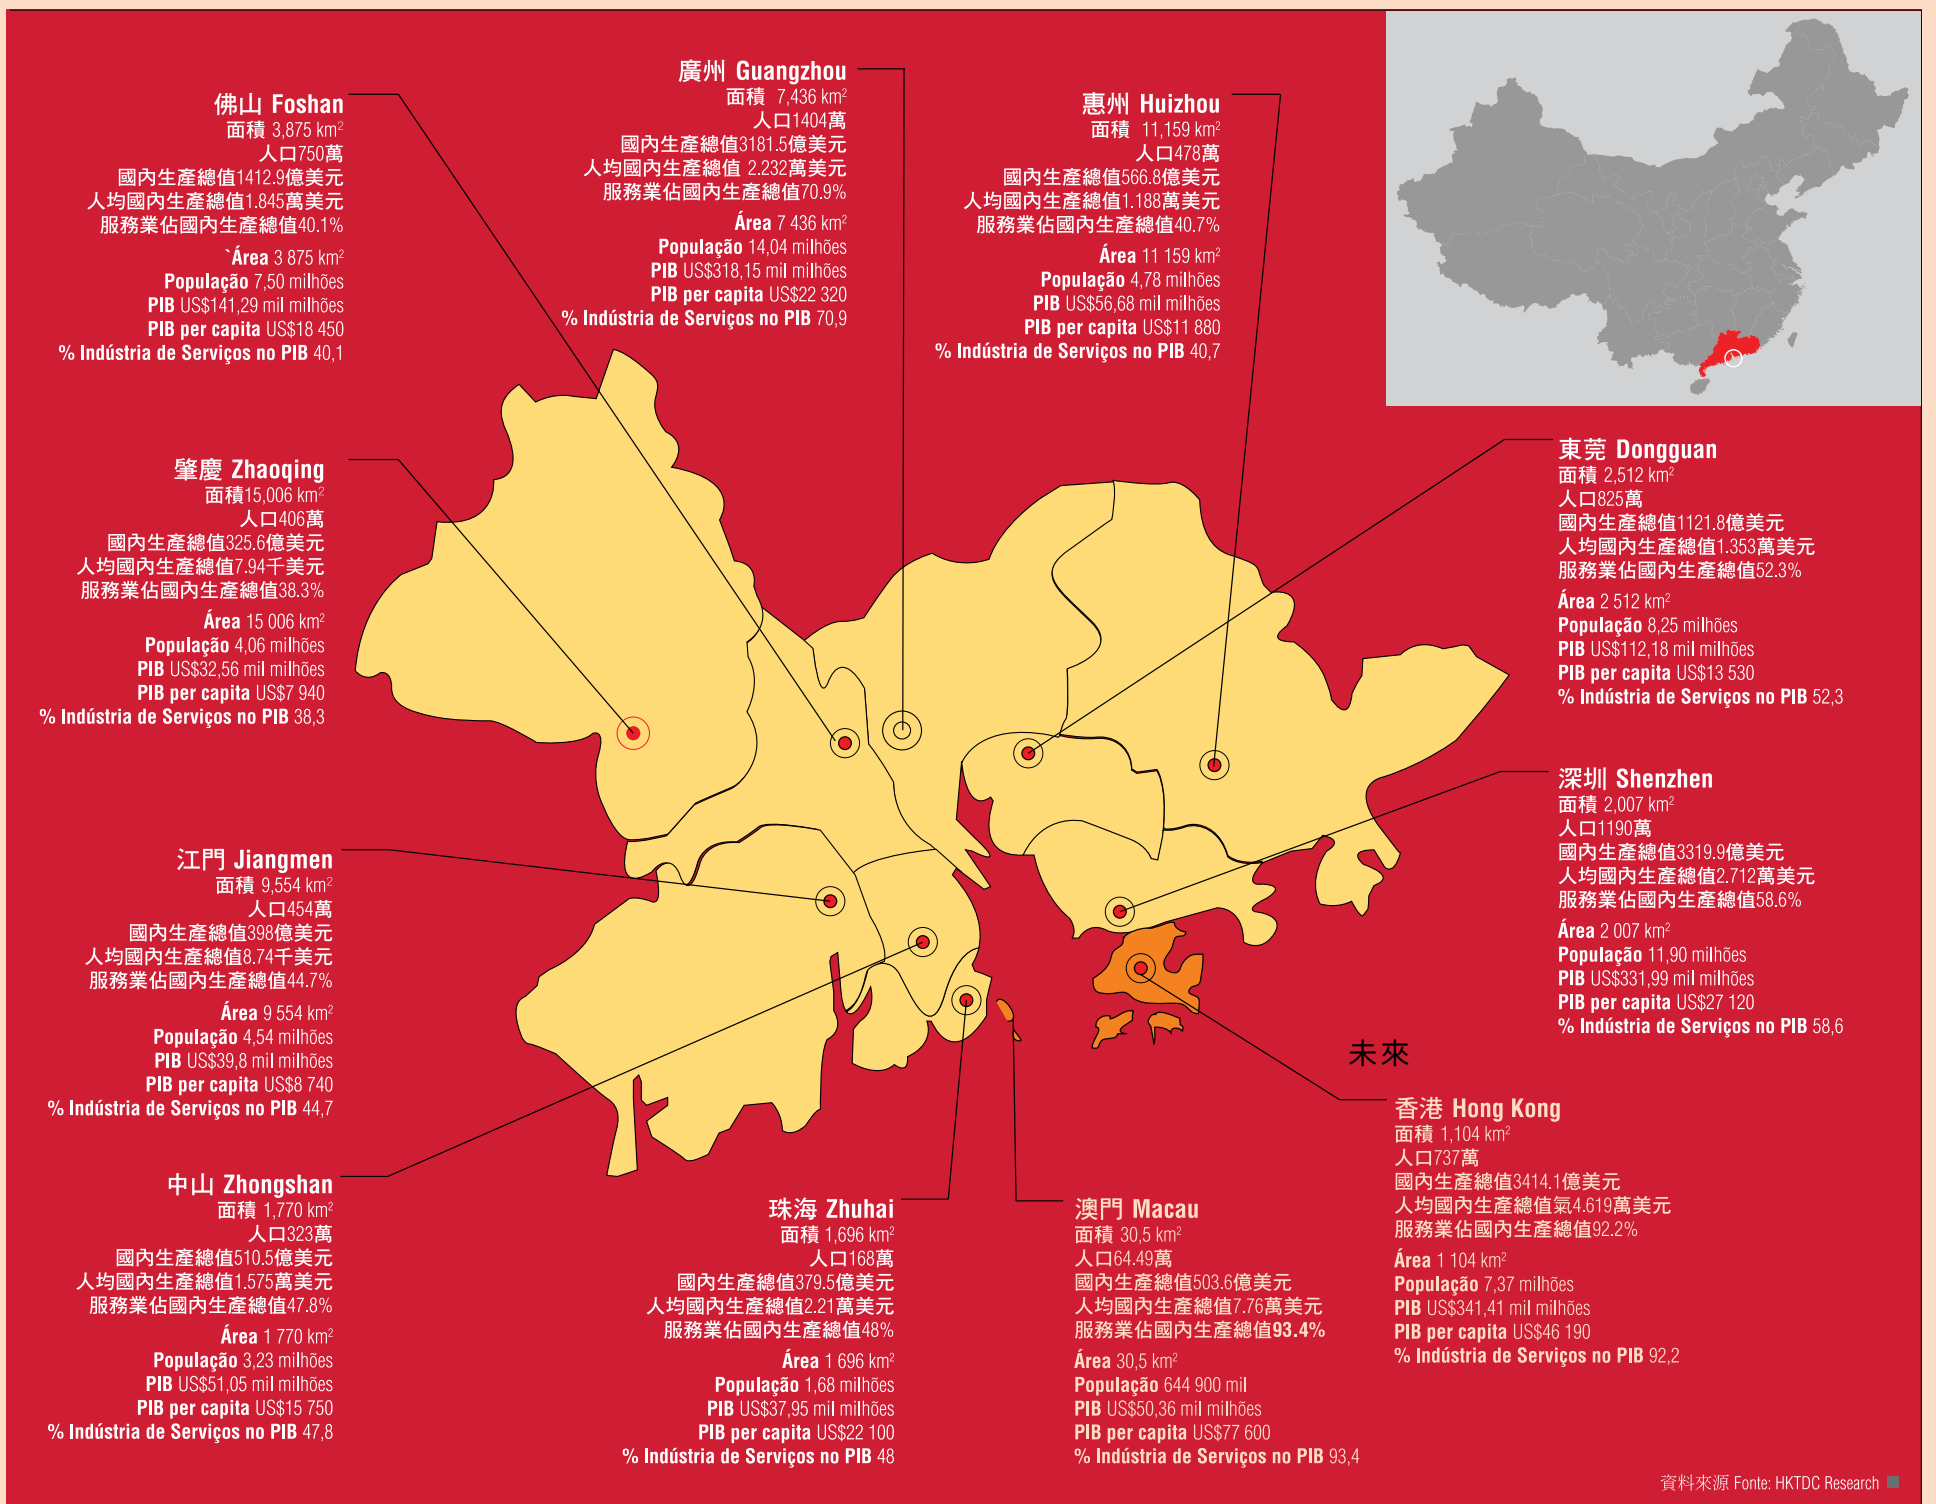 佛山 Foshan
面積 3,875 km²
人口750萬
國內生產總值1412.9億美元
人均國內生產總值1.845萬美元
服務業佔國內生產總值40.1%
`Área 3 875 km²
População 7,50 milhões
PIB US$141,29 mil milhões
PIB per capita US$18 450
% Indústria de Serviços no PIB 40,1
廣州 Guangzhou
面積 7,436 km²
人口1404萬
國內生產總值3181.5億美元
人均國內生產總值 2.232萬美元
服務業佔國內生產總值70.9%
Área 7 436 km²
População 14,04 milhões
PIB US$318,15 mil milhões
PIB per capita US$22 320
% Indústria de Serviços no PIB 70,9
惠州 Huizhou
面積 11,159 km²
人口478萬
國內生產總值566.8億美元
人均國內生產總值1.188萬美元
服務業佔國內生產總值40.7%
Área 11 159 km²
População 4,78 milhões
PIB US$56,68 mil milhões
PIB per capita US$11 880
% Indústria de Serviços no PIB 40,7
肇慶 Zhaoqing
面積15,006 km²
人口406萬
國內生產總值325.6億美元
人均國內生產總值7.94千美元
服務業佔國內生產總值38.3%
Área 15 006 km²
População 4,06 milhões
PIB US$32,56 mil milhões
PIB per capita US$7 940
% Indústria de Serviços no PIB 38,3
東莞 Dongguan
面積 2,512 km²
人口825萬
國內生產總值1121.8億美元
人均國內生產總值1.353萬美元
服務業佔國內生產總值52.3%
Área 2 512 km²
População 8,25 milhões
PIB US$112,18 mil milhões
PIB per capita US$13 530
% Indústria de Serviços no PIB 52,3
深圳 Shenzhen
面積 2,007 km²
人口1190萬
國內生產總值3319.9億美元
人均國內生產總值2.712萬美元
服務業佔國內生產總值58.6%
Área 2 007 km²
População 11,90 milhões
PIB US$331,99 mil milhões
PIB per capita US$27 120
% Indústria de Serviços no PIB 58,6
江門 Jiangmen
面積 9,554 km²
人口454萬
國內生產總值398億美元
人均國內生產總值8.74千美元
服務業佔國內生產總值44.7%
Área 9 554 km²
População 4,54 milhões
PIB US$39,8 mil milhões
PIB per capita US$8 740
% Indústria de Serviços no PIB 44,7
未來
香港 Hong Kong
面積 1,104 km²
人口737萬
國內生產總值3414.1億美元
人均國內生產總值氣4.619萬美元
服務業佔國內生產總值92.2%
Área 1 104 km²
População 7,37 milhões
PIB US$341,41 mil milhões
PIB per capita US$46 190
% Indústria de Serviços no PIB 92,2
中山 Zhongshan
面積 1,770 km²
人口323萬
國內生產總值510.5億美元
人均國內生產總值1.575萬美元
服務業佔國內生產總值47.8%
Área 1 770 km²
População 3,23 milhões
PIB US$51,05 mil milhões
PIB per capita US$15 750
% Indústria de Serviços no PIB 47,8
珠海 Zhuhai
面積 1,696 km²
人口168萬
國內生產總值379.5億美元
人均國內生產總值2.21萬美元
服務業佔國內生產總值48%
Área 1 696 km²
População 1,68 milhões
PIB US$37,95 mil milhões
PIB per capita US$22 100
% Indústria de Serviços no PIB 48
澳門 Macau
面積 30,5 km²
人口64.49萬
國內生產總值503.6億美元
人均國內生產總值7.76萬美元
服務業佔國內生產總值93.4%
Área 30,5 km²
População 644 900 mil
PIB US$50,36 mil milhões
PIB per capita US$77 600
% Indústria de Serviços no PIB 93,4
資料來源 Fonte: HKTDC Research